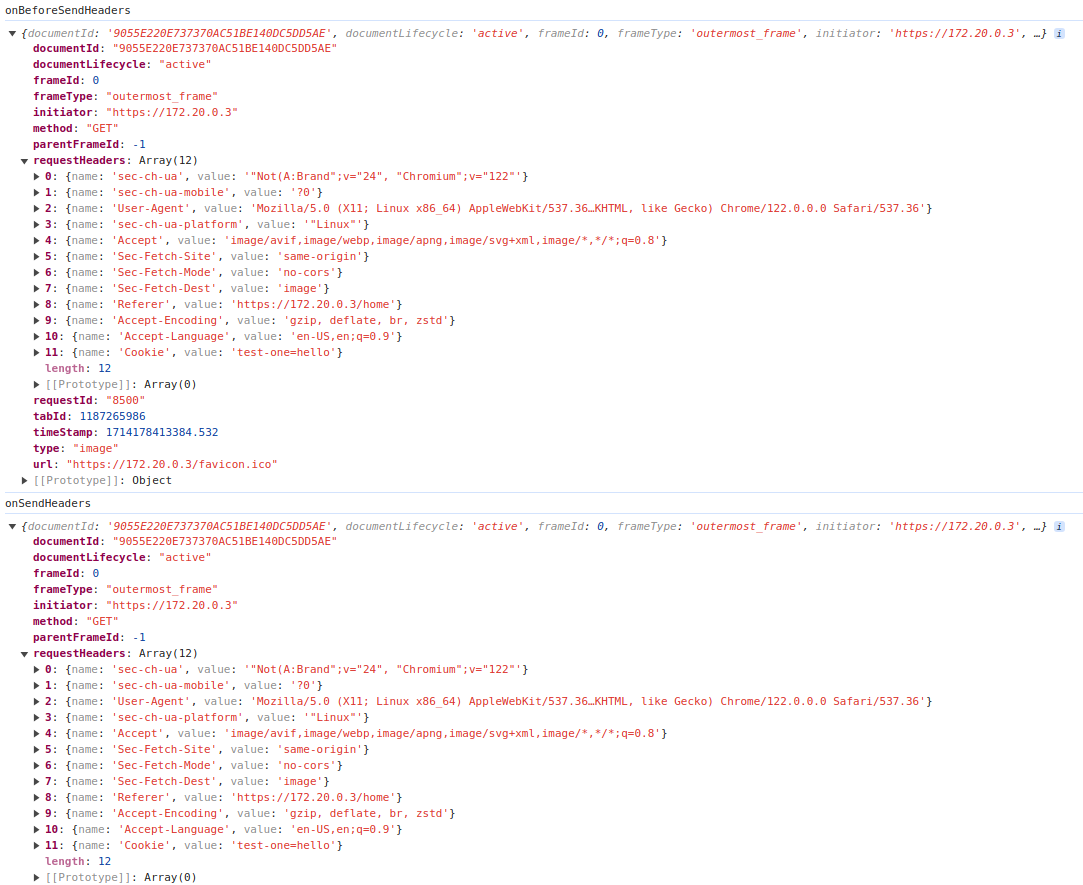 onBeforeSendHeaders
{documentId: '9055E220E737370AC51BE140DC5DD5AE', documentLifecycle: 'active', frameId: 0, frameType: 'outermost_frame', initiator: 'https://172.20.0.3', …} i
documentId: "9055E220E737370AC51BE140DC5DD5AE"
documentLifecycle: "active"
frameId: 0
frameType: "outermost_frame"
initiator: "https://172.20.0.3"
method: "GET"
parentFrameId: -1
requestHeaders: Array(12)
0: {name: 'sec-ch-ua', value: '"Not(A:Brand";v="24", "Chromium";v="122"'}
1: {name: 'sec-ch-ua-mobile', value: '?0'}
2: {name: 'User-Agent', value: 'Mozilla/5.0 (X11; Linux x86_64) AppleWebKit/537.36…KHTML, like Gecko) Chrome/122.0.0.0 Safari/537.36'}
3: {name: 'sec-ch-ua-platform', value: '"Linux"'}
4: {name: 'Accept', value: 'image/avif,image/webp,image/apng,image/svg+xml,image/*,*/*;q=0.8'}
5: {name: 'Sec-Fetch-Site', value: 'same-origin'}
6: {name: 'Sec-Fetch-Mode', value: 'no-cors'}
7: {name: 'Sec-Fetch-Dest', value: 'image'}
8: {name: 'Referer', value: 'https://172.20.0.3/home'}
9: {name: 'Accept-Encoding', value: 'gzip, deflate, br, zstd'}
10: {name: 'Accept-Language', value: 'en-US,en;q=0.9'}
11: {name: 'Cookie', value: 'test-one=hello'}
length: 12
[[Prototype]]: Array(0)
requestId: "8500"
tabId: 1187265986
timeStamp: 1714178413384.532
type: "image"
url: "https://172.20.0.3/favicon.ico"
[[Prototype]]: Object
onSendHeaders
{documentId: '9055E220E737370AC51BE140DC5DD5AE', documentLifecycle: 'active', frameId: 0, frameType: 'outermost_frame', initiator: 'https://172.20.0.3', …} i
documentId: "9055E220E737370AC51BE140DC5DD5AE"
documentLifecycle: "active"
frameId: 0
frameType: "outermost_frame"
initiator: "https://172.20.0.3"
method: "GET"
parentFrameId: -1
requestHeaders: Array(12)
0: {name: 'sec-ch-ua', value: '"Not(A:Brand";v="24", "Chromium";v="122"'}
1: {name: 'sec-ch-ua-mobile', value: '?0'}
2: {name: 'User-Agent', value: 'Mozilla/5.0 (X11; Linux x86_64) AppleWebKit/537.36…KHTML, like Gecko) Chrome/122.0.0.0 Safari/537.36'}
3: {name: 'sec-ch-ua-platform', value: '"Linux"'}
4: {name: 'Accept', value: 'image/avif,image/webp,image/apng,image/svg+xml,image/*,*/*;q=0.8'}
5: {name: 'Sec-Fetch-Site', value: 'same-origin'}
6: {name: 'Sec-Fetch-Mode', value: 'no-cors'}
7: {name: 'Sec-Fetch-Dest', value: 'image'}
8: {name: 'Referer', value: 'https://172.20.0.3/home'}
9: {name: 'Accept-Encoding', value: 'gzip, deflate, br, zstd'}
10: {name: 'Accept-Language', value: 'en-US,en;q=0.9'}
11: {name: 'Cookie', value: 'test-one=hello'}
length: 12
[[Prototype]]: Array(0)